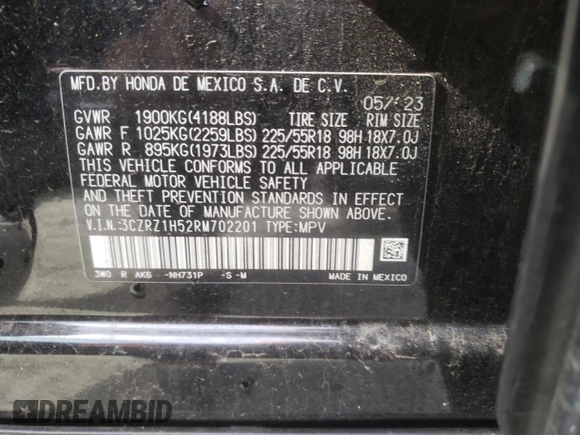 MFD.BY HONDA DE MEXICO S.A. DE C.V.
05/ 23
GVWR 1900KG(4188LBS) TIRE SIZE RIM SIZE
GAWR F 1025KG(2259LBS) 225/55R18 98H 18X7.0J
GAWR R 895KG(1973LBS) 225/55R18 98H 18X7.0J
THIS VEHICLE CONFORMS TO ALL APPLICABLE
FEDERAL MOTOR VEHICLE SAFETY
AND THEFT PREVENTION STANDARDS IN EFFECT
ON THE DATE OF MANUFACTURE SHOWN ABOVE.
V.I.N.:3CZRZ1H52RM702201 TYPE:MPV
3W0 R AKB -NH731P -S -M MADE IN MEXICO
DREAMBID